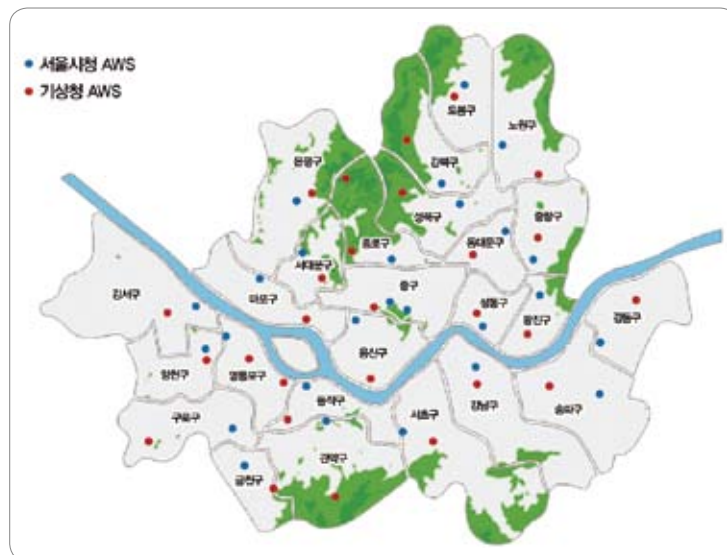 서울시청 AWS
기상청 AWS
도봉구
노원구
은평구
강북구
성북구
중랑구
종로구
동대문구
서대문구
중구
강서구
마포구
성동구
광진구
강동구
용산구
양천구
영등포구
동작구
서초구
강남구
송파구
구로구
관악구
금천구